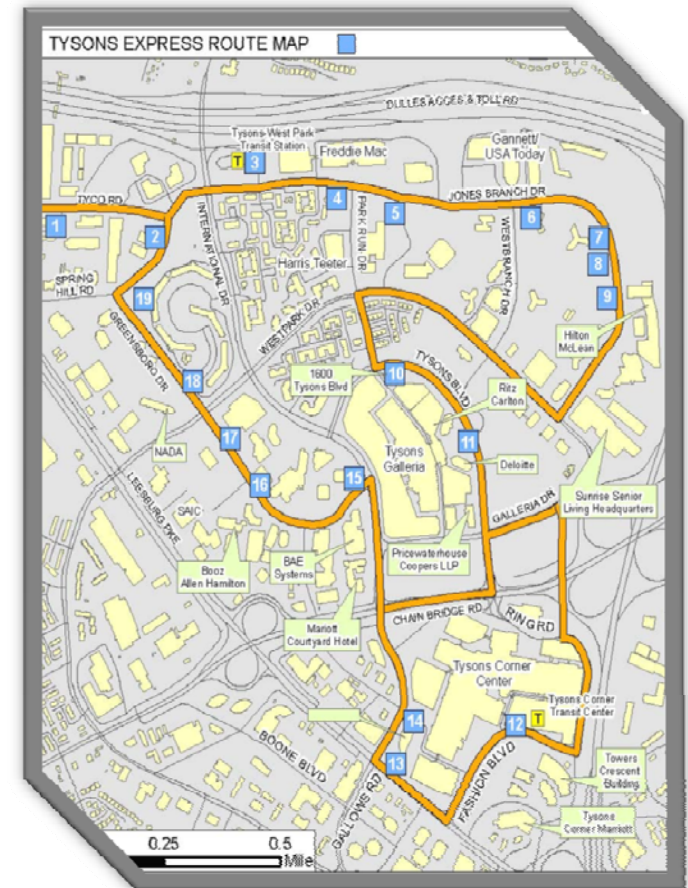 TYSONS EXPRESS ROUTE MAP
DULLES ACCES & TOLL RD
Tysons-West Park
Transit Station
T
3
Freddie Mac
Gannett/
USA Today
TYCO RD
1
2
INTERNATIONAL DR
4
PARK RUN DR
5
JONES BRANCH DR
6
WESTBRANCH DR
7
8
9
SPRING
HILL RD
19
Harris Teeter
WESTPARK DR
Hilton
McLean
GREENSBORO DR
18
1600
Tysons Blvd
10
TYSONS BLVD
Ritz
Carlton
NADA
17
Tysons
Galleria
11
Deloitte
LEESBURG PKE
16
15
SAIC
Sunrise Senior
Living Headquarters
GALLERIA DR
Booz
Allen Hamilton
BAE
Systems
Pricewaterhouse
Coopers LLP
Mariott
Courtyard Hotel
CHAIN BRIDGE RD
RING RD
Tysons Corner
Center
Tysons Corner
Transit Center
14
12
T
BOONE BLVD
13
GALLOWS RD
FASHION BLVD
Towers
Crescent
Building
Tysons
Corner Marriott
0.25
0.5
Mile